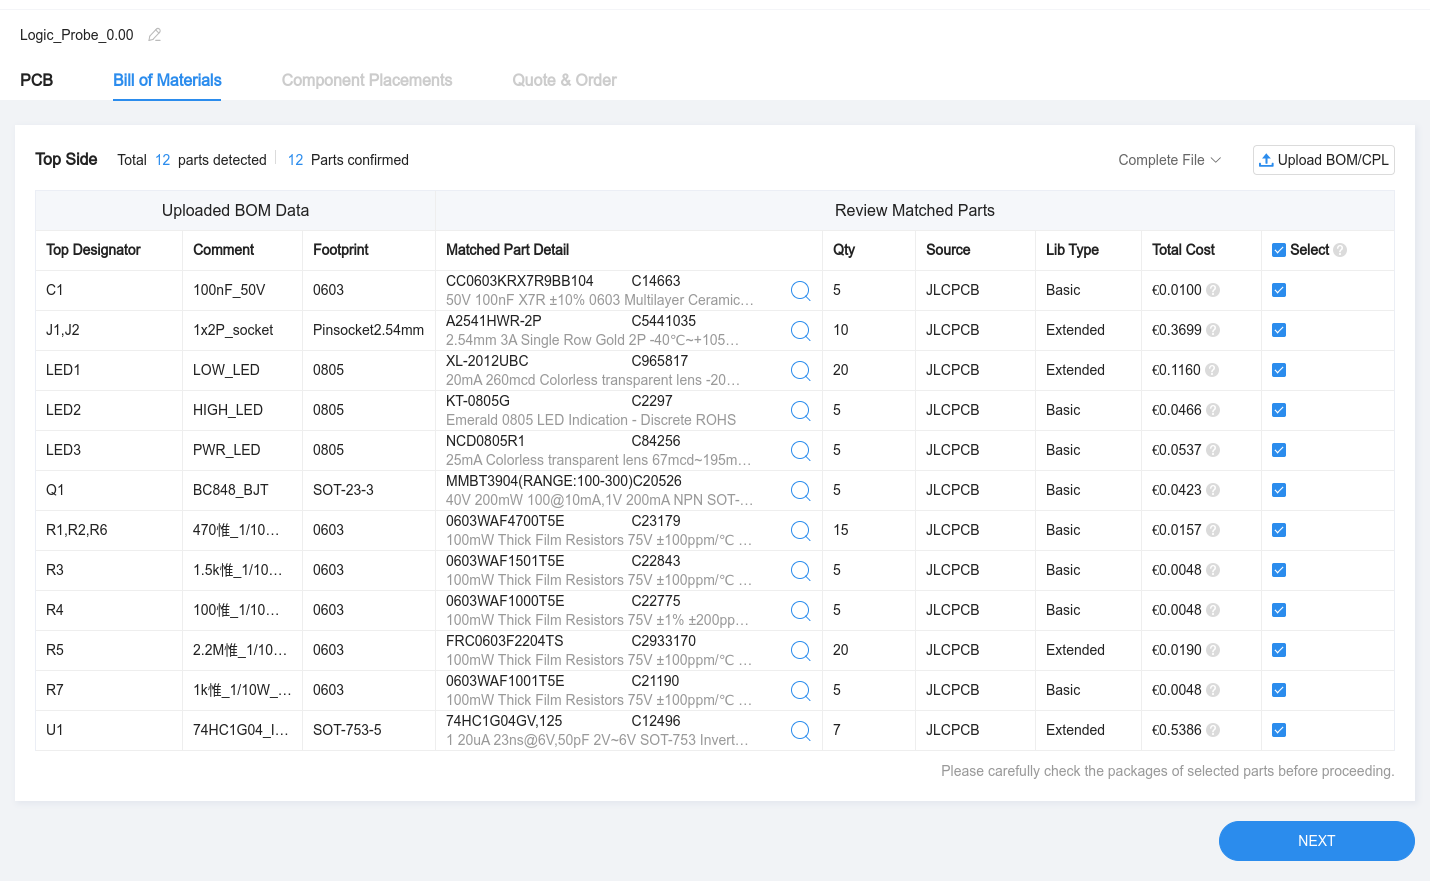 Logic_Probe_0.00
PCB Bill of Materials Component Placements Quote & Order
Top Side Total 12 parts detected 12 Parts confirmed Complete File Upload BOM/CPL
Uploaded BOM Data Review Matched Parts
Top Designator Comment Footprint Matched Part Detail Qty Source Lib Type Total Cost Select ?
C1 100nF_50V 0603 CC0603KRX7R9BB104 C14663 5 JLCPCB Basic €0.0100 ?
50V 100nF X7R ±10% 0603 Multilayer Ceramic…
J1,J2 1x2P_socket Pinsocket2.54mm A2541HWR-2P C5441035 10 JLCPCB Extended €0.3699 ?
2.54mm 3A Single Row Gold 2P -40℃~+105…
LED1 LOW_LED 0805 XL-2012UBC C965817 20 JLCPCB Extended €0.1160 ?
20mA 260mcd Colorless transparent lens -20…
LED2 HIGH_LED 0805 KT-0805G C2297 5 JLCPCB Basic €0.0466 ?
Emerald 0805 LED Indication - Discrete ROHS
LED3 PWR_LED 0805 NCD0805R1 C84256 5 JLCPCB Basic €0.0537 ?
25mA Colorless transparent lens 67mcd~195m…
Q1 BC848_BJT SOT-23-3 MMBT3904(RANGE:100-300)C20526 5 JLCPCB Basic €0.0423 ?
40V 200mW 100@10mA,1V 200mA NPN SOT-…
R1,R2,R6 470惟_1/10… 0603 0603WAF4700T5E C23179 15 JLCPCB Basic €0.0157 ?
100mW Thick Film Resistors 75V ±100ppm/℃ …
R3 1.5k惟_1/10… 0603 0603WAF1501T5E C22843 5 JLCPCB Basic €0.0048 ?
100mW Thick Film Resistors 75V ±100ppm/℃ …
R4 100惟_1/10… 0603 0603WAF1000T5E C22775 5 JLCPCB Basic €0.0048 ?
100mW Thick Film Resistors 75V ±1% ±200pp…
R5 2.2M惟_1/10… 0603 FRC0603F2204TS C2933170 20 JLCPCB Extended €0.0190 ?
100mW Thick Film Resistors 75V ±100ppm/℃ …
R7 1k惟_1/10W_… 0603 0603WAF1001T5E C21190 5 JLCPCB Basic €0.0048 ?
100mW Thick Film Resistors 75V ±100ppm/℃ …
U1 74HC1G04_I… SOT-753-5 74HC1G04GV,125 C12496 7 JLCPCB Extended €0.5386 ?
1 20uA 23ns@6V,50pF 2V~6V SOT-753 Invert…
Please carefully check the packages of selected parts before proceeding.
NEXT